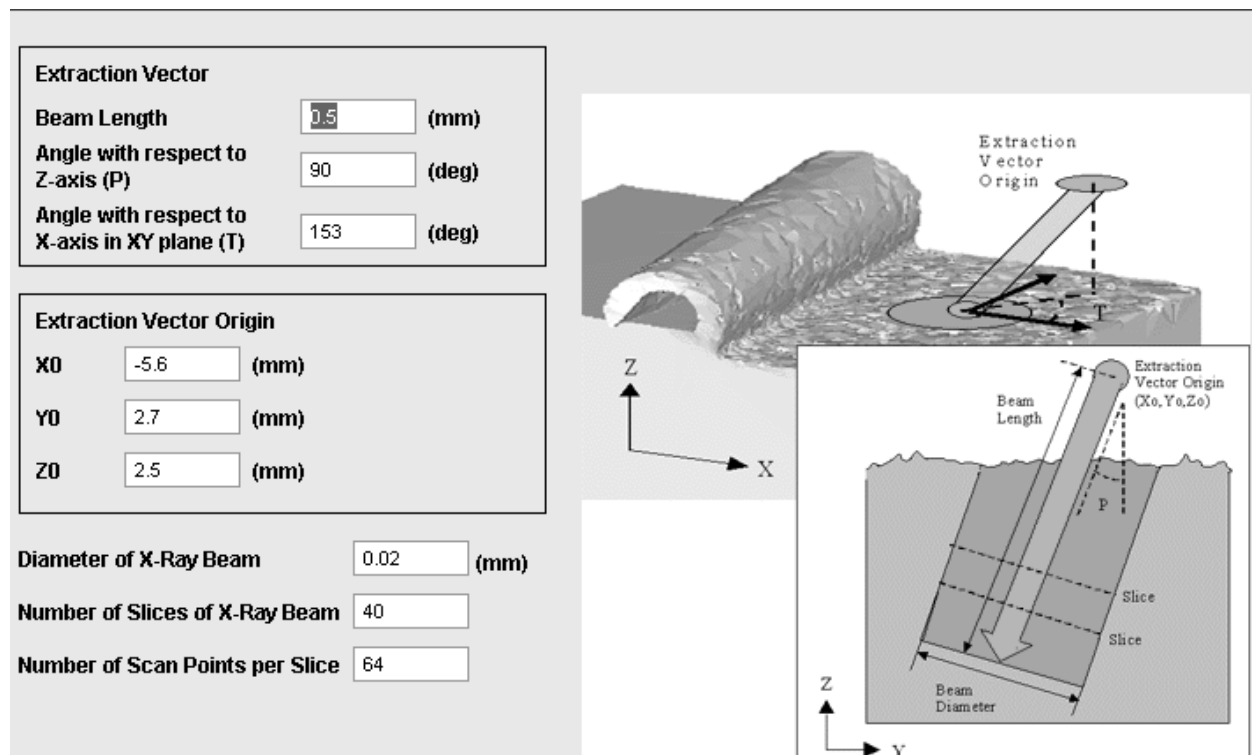 Extraction Vector
Beam Length 0.5 (mm)
Angle with respect to
Z-axis (P) 90 (deg)
Angle with respect to
X-axis in XY plane (T) 153 (deg)
Extraction Vector Origin
X0 -5.6 (mm)
Y0 2.7 (mm)
Z0 2.5 (mm)
Diameter of X-Ray Beam 0.02 (mm)
Number of Slices of X-Ray Beam 40
Number of Scan Points per Slice 64
Extraction
Vector
Origin
T
Z
X
Extraction
Vector Origin
(Xo,Yo,Zo)
Beam
Length
P
Slice
Slice
Beam
Diameter
Z